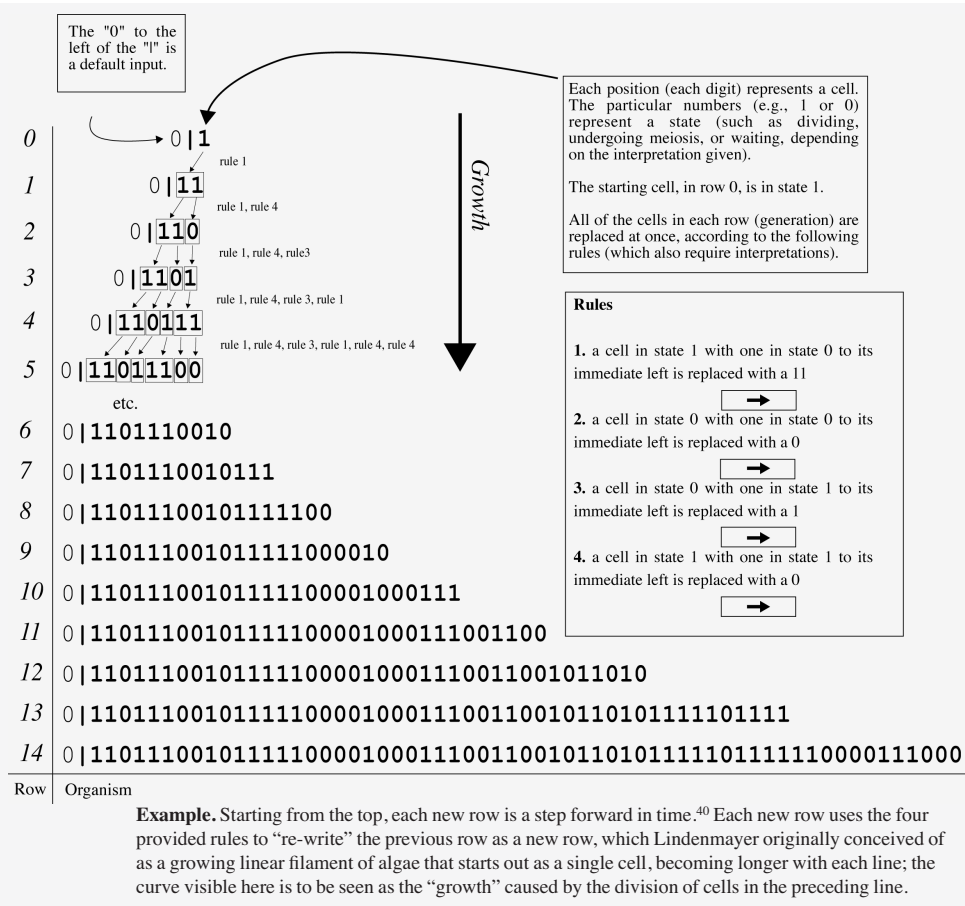 The "0" to the
left of the "|" is
a default input.
Each position (each digit) represents a cell.
The particular numbers (e.g., 1 or 0)
represent a state (such as dividing,
undergoing meiosis, or waiting, depending
on the interpretation given).
The starting cell, in row 0, is in state 1.
All of the cells in each row (generation) are
replaced at once, according to the following
rules (which also require interpretations).
Growth
0 0|1
rule 1
1 0|11
rule 1, rule 4
2 0|110
rule 1, rule 4, rule3
3 0|1101
rule 1, rule 4, rule 3, rule 1
4 0|110111
rule 1, rule 4, rule 3, rule 1, rule 4, rule 4
5 0|11011100
etc.
6 0|1101110010
7 0|1101110010111
8 0|11011100101111100
9 0|110111001011111000010
10 0|11011100101111100001000111
11 0|11011100101111100001000111001100
12 0|110111001011111000010001110011001011010
13 0|1101110010111110000100011100110010110101111101111
14 0|1101110010111110000100011100110010110101111101111110000111000
Row Organism
Rules
1. a cell in state 1 with one in state 0 to its
immediate left is replaced with a 11
2. a cell in state 0 with one in state 0 to its
immediate left is replaced with a 0
3. a cell in state 0 with one in state 1 to its
immediate left is replaced with a 1
4. a cell in state 1 with one in state 1 to its
immediate left is replaced with a 0
Example. Starting from the top, each new row is a step forward in time.40 Each new row uses the four
provided rules to “re-write” the previous row as a new row, which Lindenmayer originally conceived of
as a growing linear filament of algae that starts out as a single cell, becoming longer with each line; the
curve visible here is to be seen as the “growth” caused by the division of cells in the preceding line.